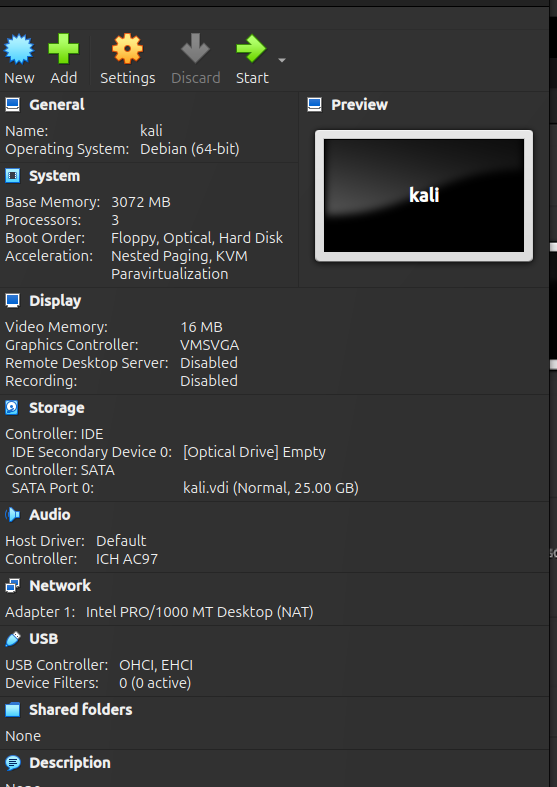 New Add Settings Discard Start
General
Name: kali
Operating System: Debian (64-bit)
System
Base Memory: 3072 MB
Processors: 3
Boot Order: Floppy, Optical, Hard Disk
Acceleration: Nested Paging, KVM
Paravirtualization
Preview
kali
Display
Video Memory: 16 MB
Graphics Controller: VMSVGA
Remote Desktop Server: Disabled
Recording: Disabled
Storage
Controller: IDE
IDE Secondary Device 0: [Optical Drive] Empty
Controller: SATA
SATA Port 0: kali.vdi (Normal, 25.00 GB)
Audio
Host Driver: Default
Controller: ICH AC97
Network
Adapter 1: Intel PRO/1000 MT Desktop (NAT)
USB
USB Controller: OHCI, EHCI
Device Filters: 0 (0 active)
Shared folders
None
Description